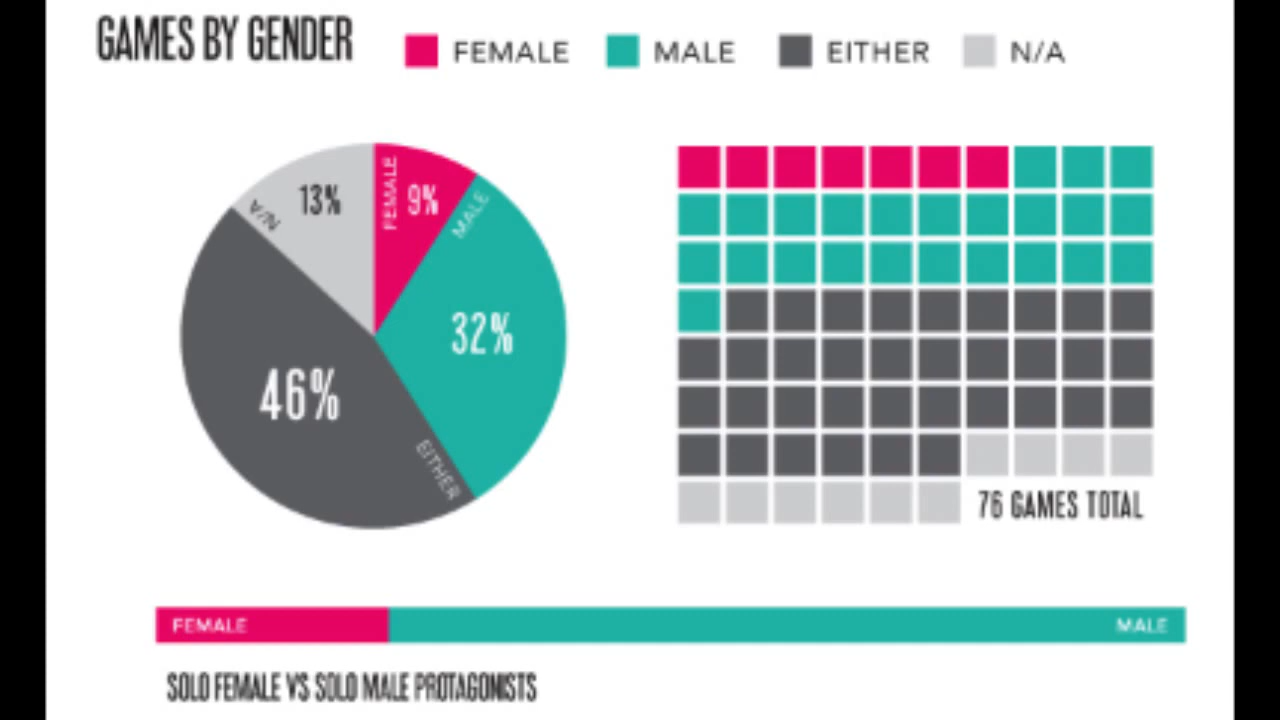 GAMES BY GENDER
FEMALE MALE EITHER N/A
N/A 13% FEMALE 9% MALE
32%
46%
EITHER
76 GAMES TOTAL
FEMALE MALE
SOLO FEMALE VS SOLO MALE PROTAGONISTS